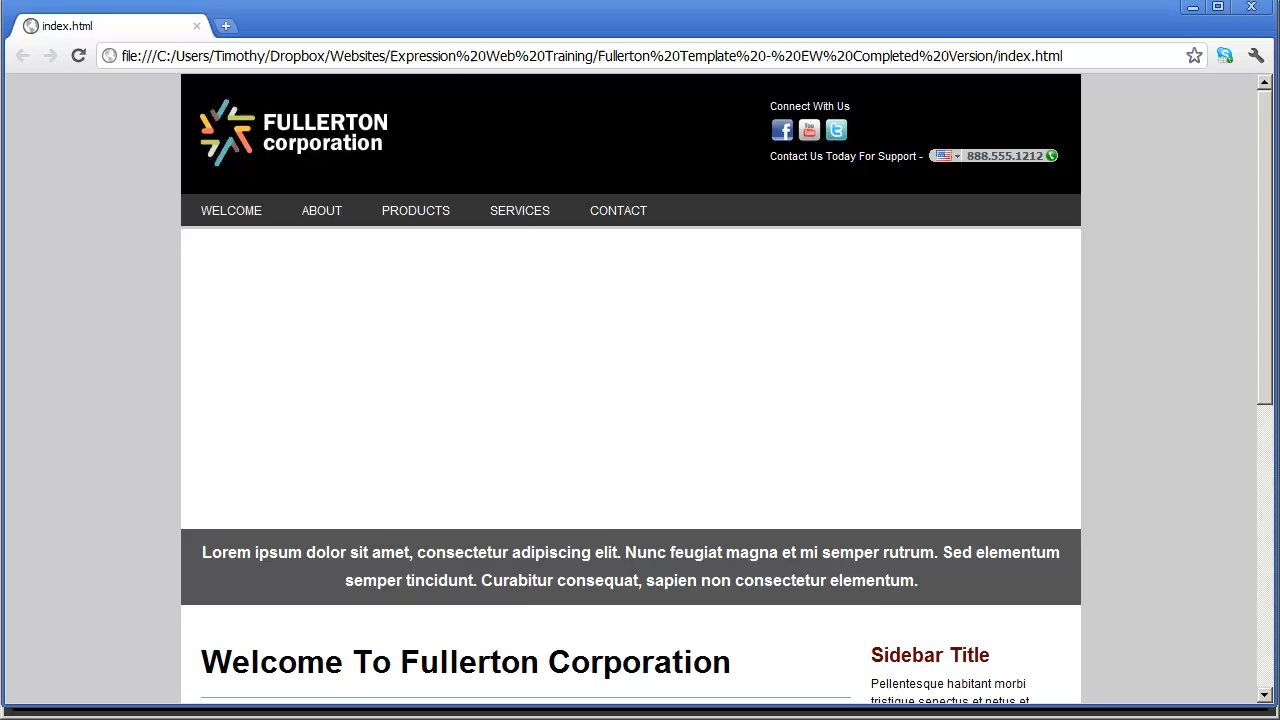 index.html
file:///C:/Users/Timothy/Dropbox/Websites/Expression%20Web%20Training/Fullerton%20Template%20-%20EW%20Completed%20Version/index.html
FULLERTON
corporation
Connect With Us
You
Tube
Contact Us Today For Support - 888.555.1212
WELCOME ABOUT PRODUCTS SERVICES CONTACT
Lorem ipsum dolor sit amet, consectetur adipiscing elit. Nunc feugiat magna et mi semper rutrum. Sed elementum
semper tincidunt. Curabitur consequat, sapien non consectetur elementum.
Welcome To Fullerton Corporation
Sidebar Title
Pellentesque habitant morbi
tristique senectus et netus et